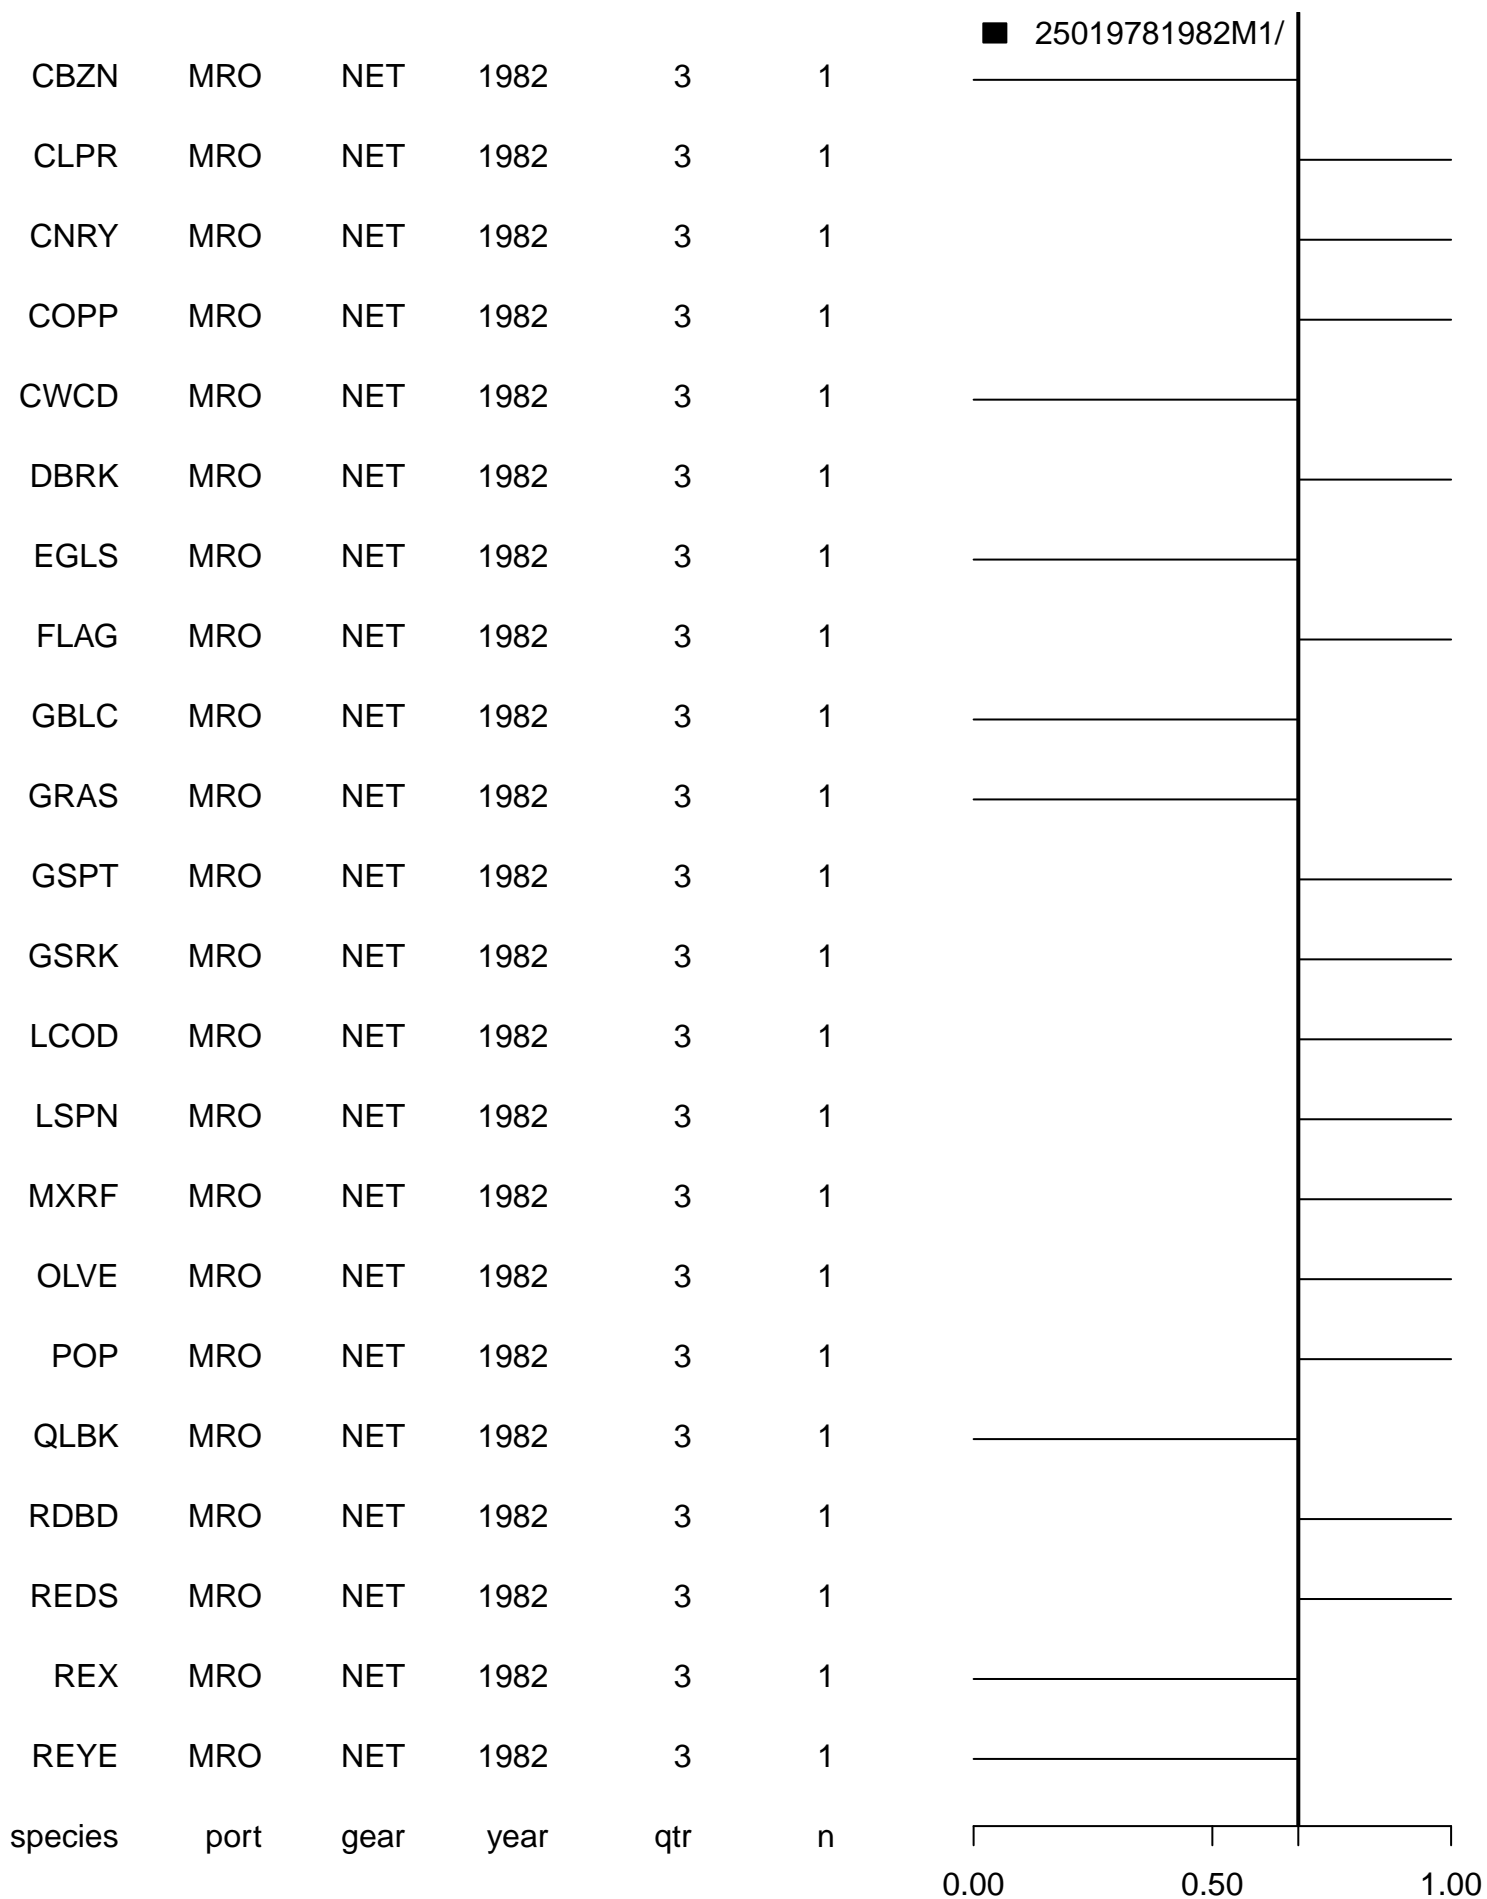 25019781982M1/
CBZN MRO NET 1982 3 1
CLPR MRO NET 1982 3 1
CNRY MRO NET 1982 3 1
COPP MRO NET 1982 3 1
CWCD MRO NET 1982 3 1
DBRK MRO NET 1982 3 1
EGLS MRO NET 1982 3 1
FLAG MRO NET 1982 3 1
GBLC MRO NET 1982 3 1
GRAS MRO NET 1982 3 1
GSPT MRO NET 1982 3 1
GSRK MRO NET 1982 3 1
LCOD MRO NET 1982 3 1
LSPN MRO NET 1982 3 1
MXRF MRO NET 1982 3 1
OLVE MRO NET 1982 3 1
POP MRO NET 1982 3 1
QLBK MRO NET 1982 3 1
RDBD MRO NET 1982 3 1
REDS MRO NET 1982 3 1
REX MRO NET 1982 3 1
REYE MRO NET 1982 3 1
species port gear year qtr n
0.00 0.50 1.00